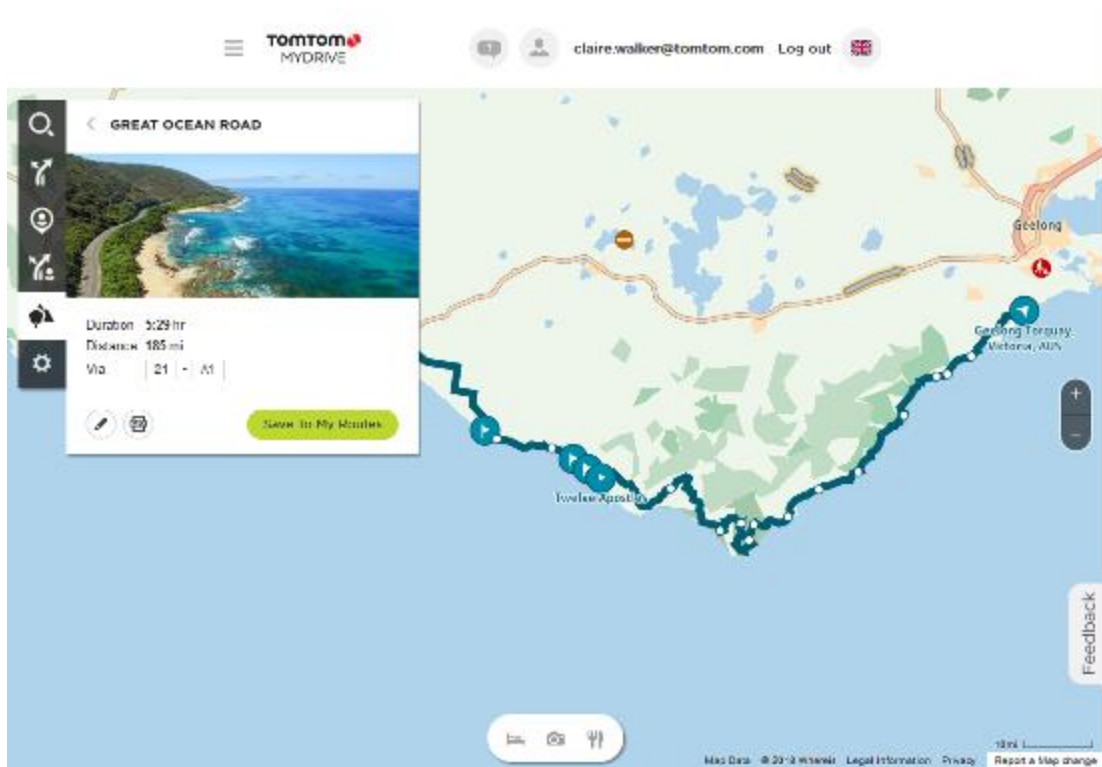 TOMTOM
MYDRIVE
claire.walker@tomtom.com Log out
GREAT OCEAN ROAD
Duration 5:29 hr
Distance 185 mi
Via 21 - A1
Save To My Routes
Geelong
Geelong Torquay,
Victoria, AUS
Twelve Apostles
+
-
Feedback
10 mi
Map Data Legal Information Privacy Report a Map change